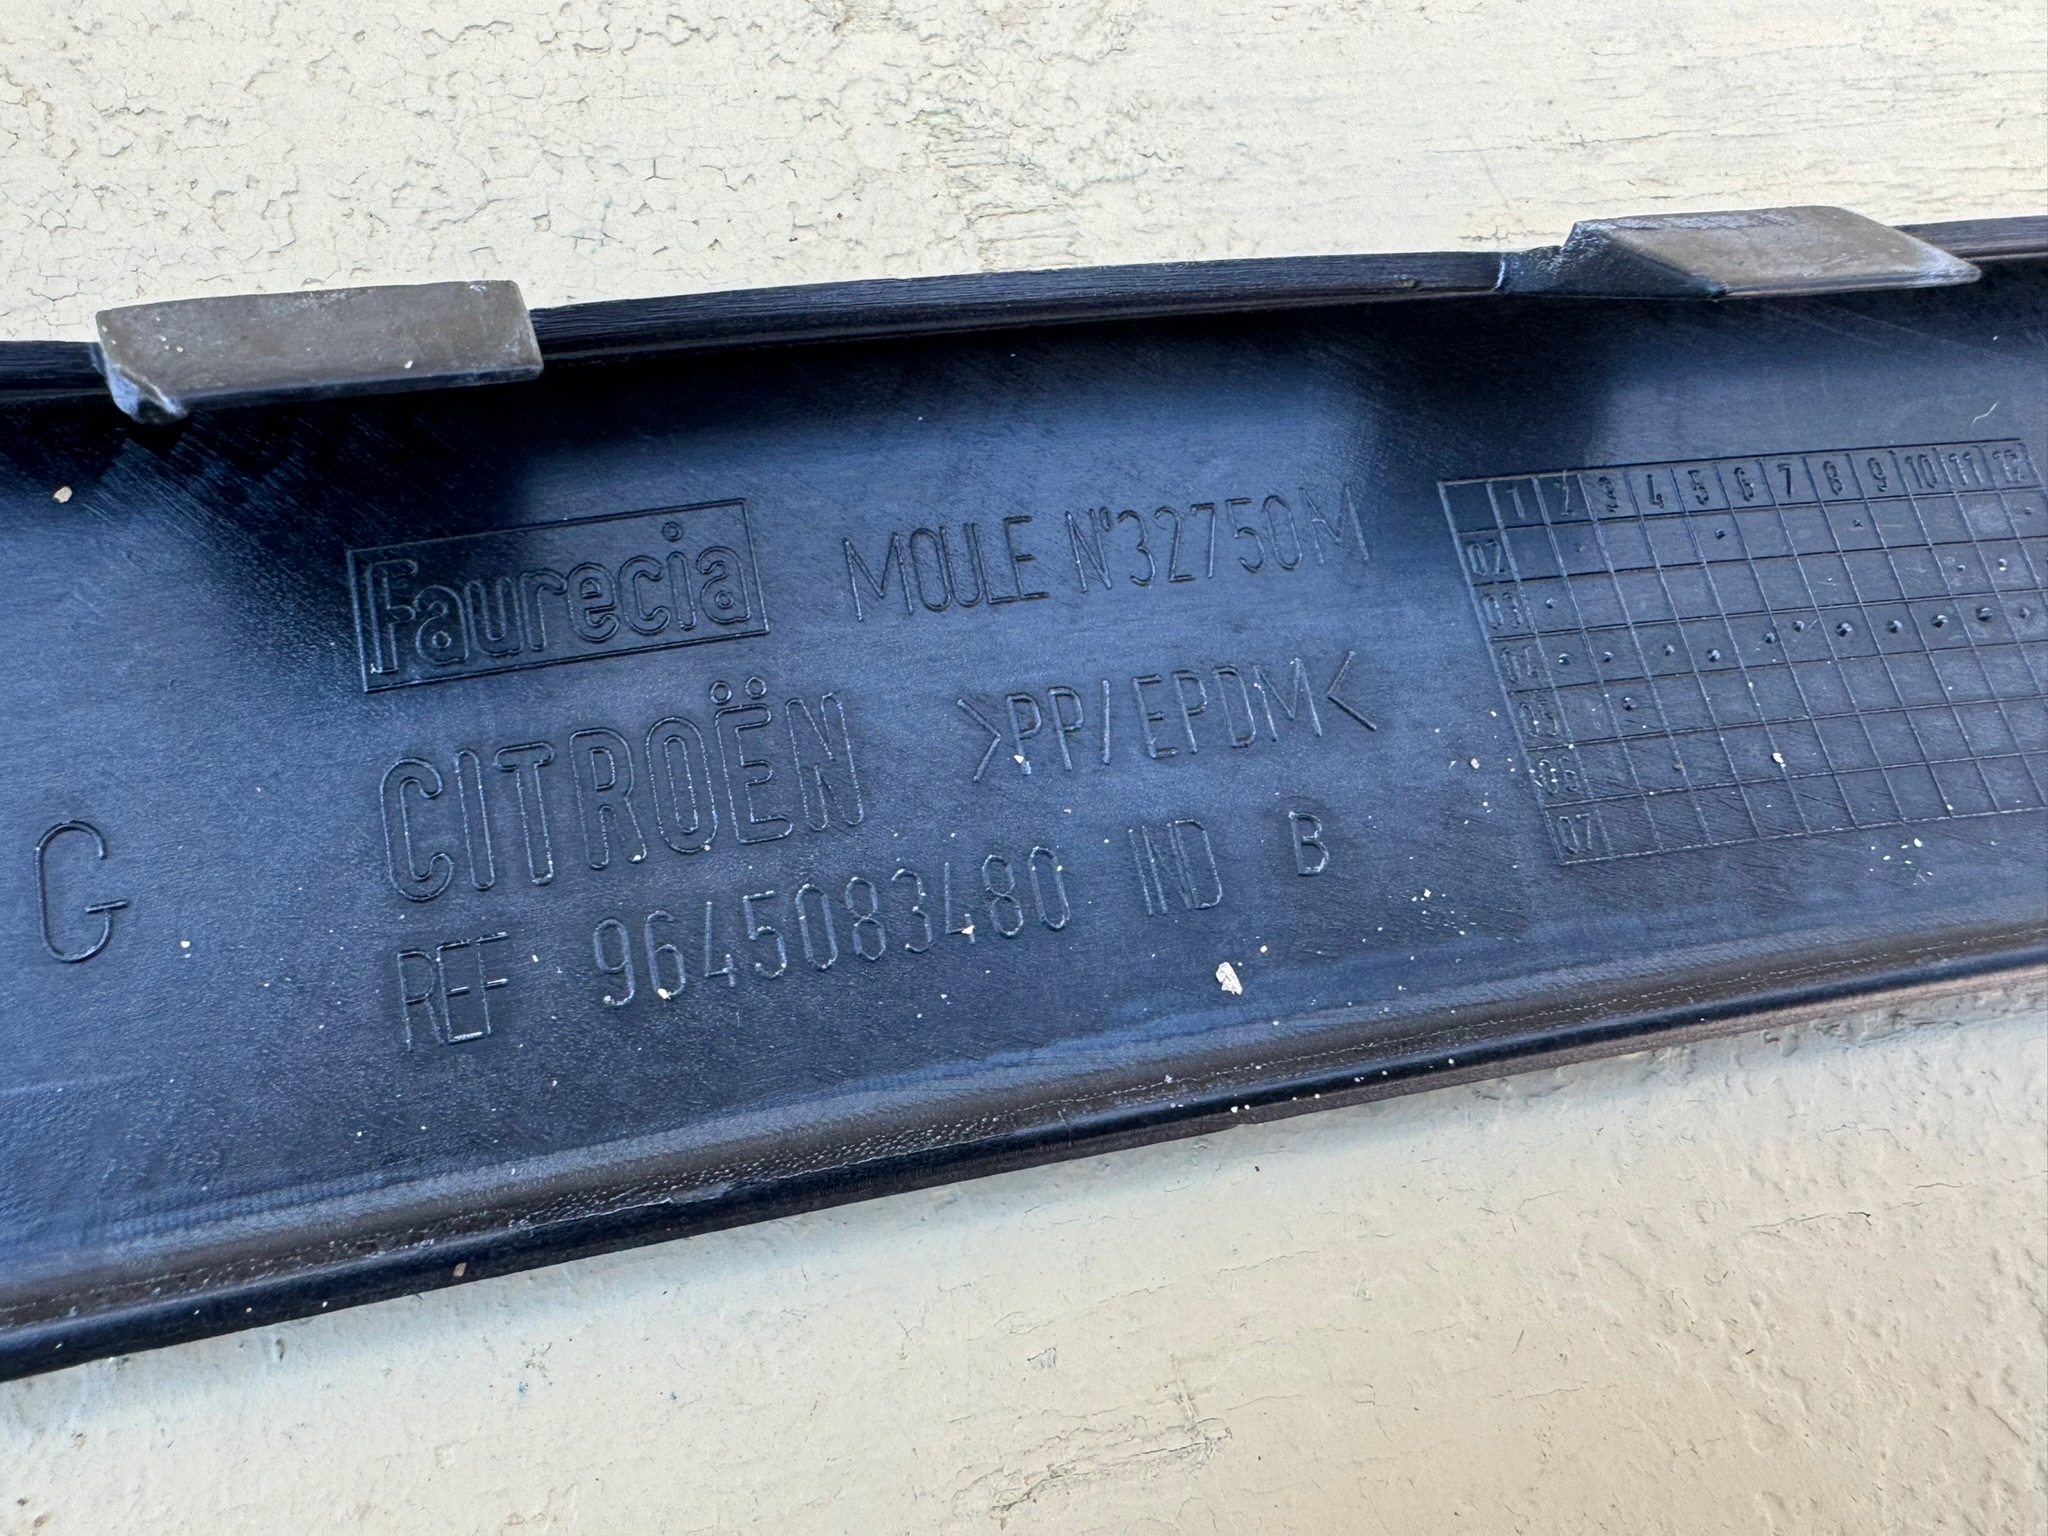 Faurecia
MOULE N°32750M
CITROËN
>PP/EPDM<
G
REF 9645083480 IND B
1 2 3 4 5 6 7 8 9 10 11 12
02
03
04
05
06
07